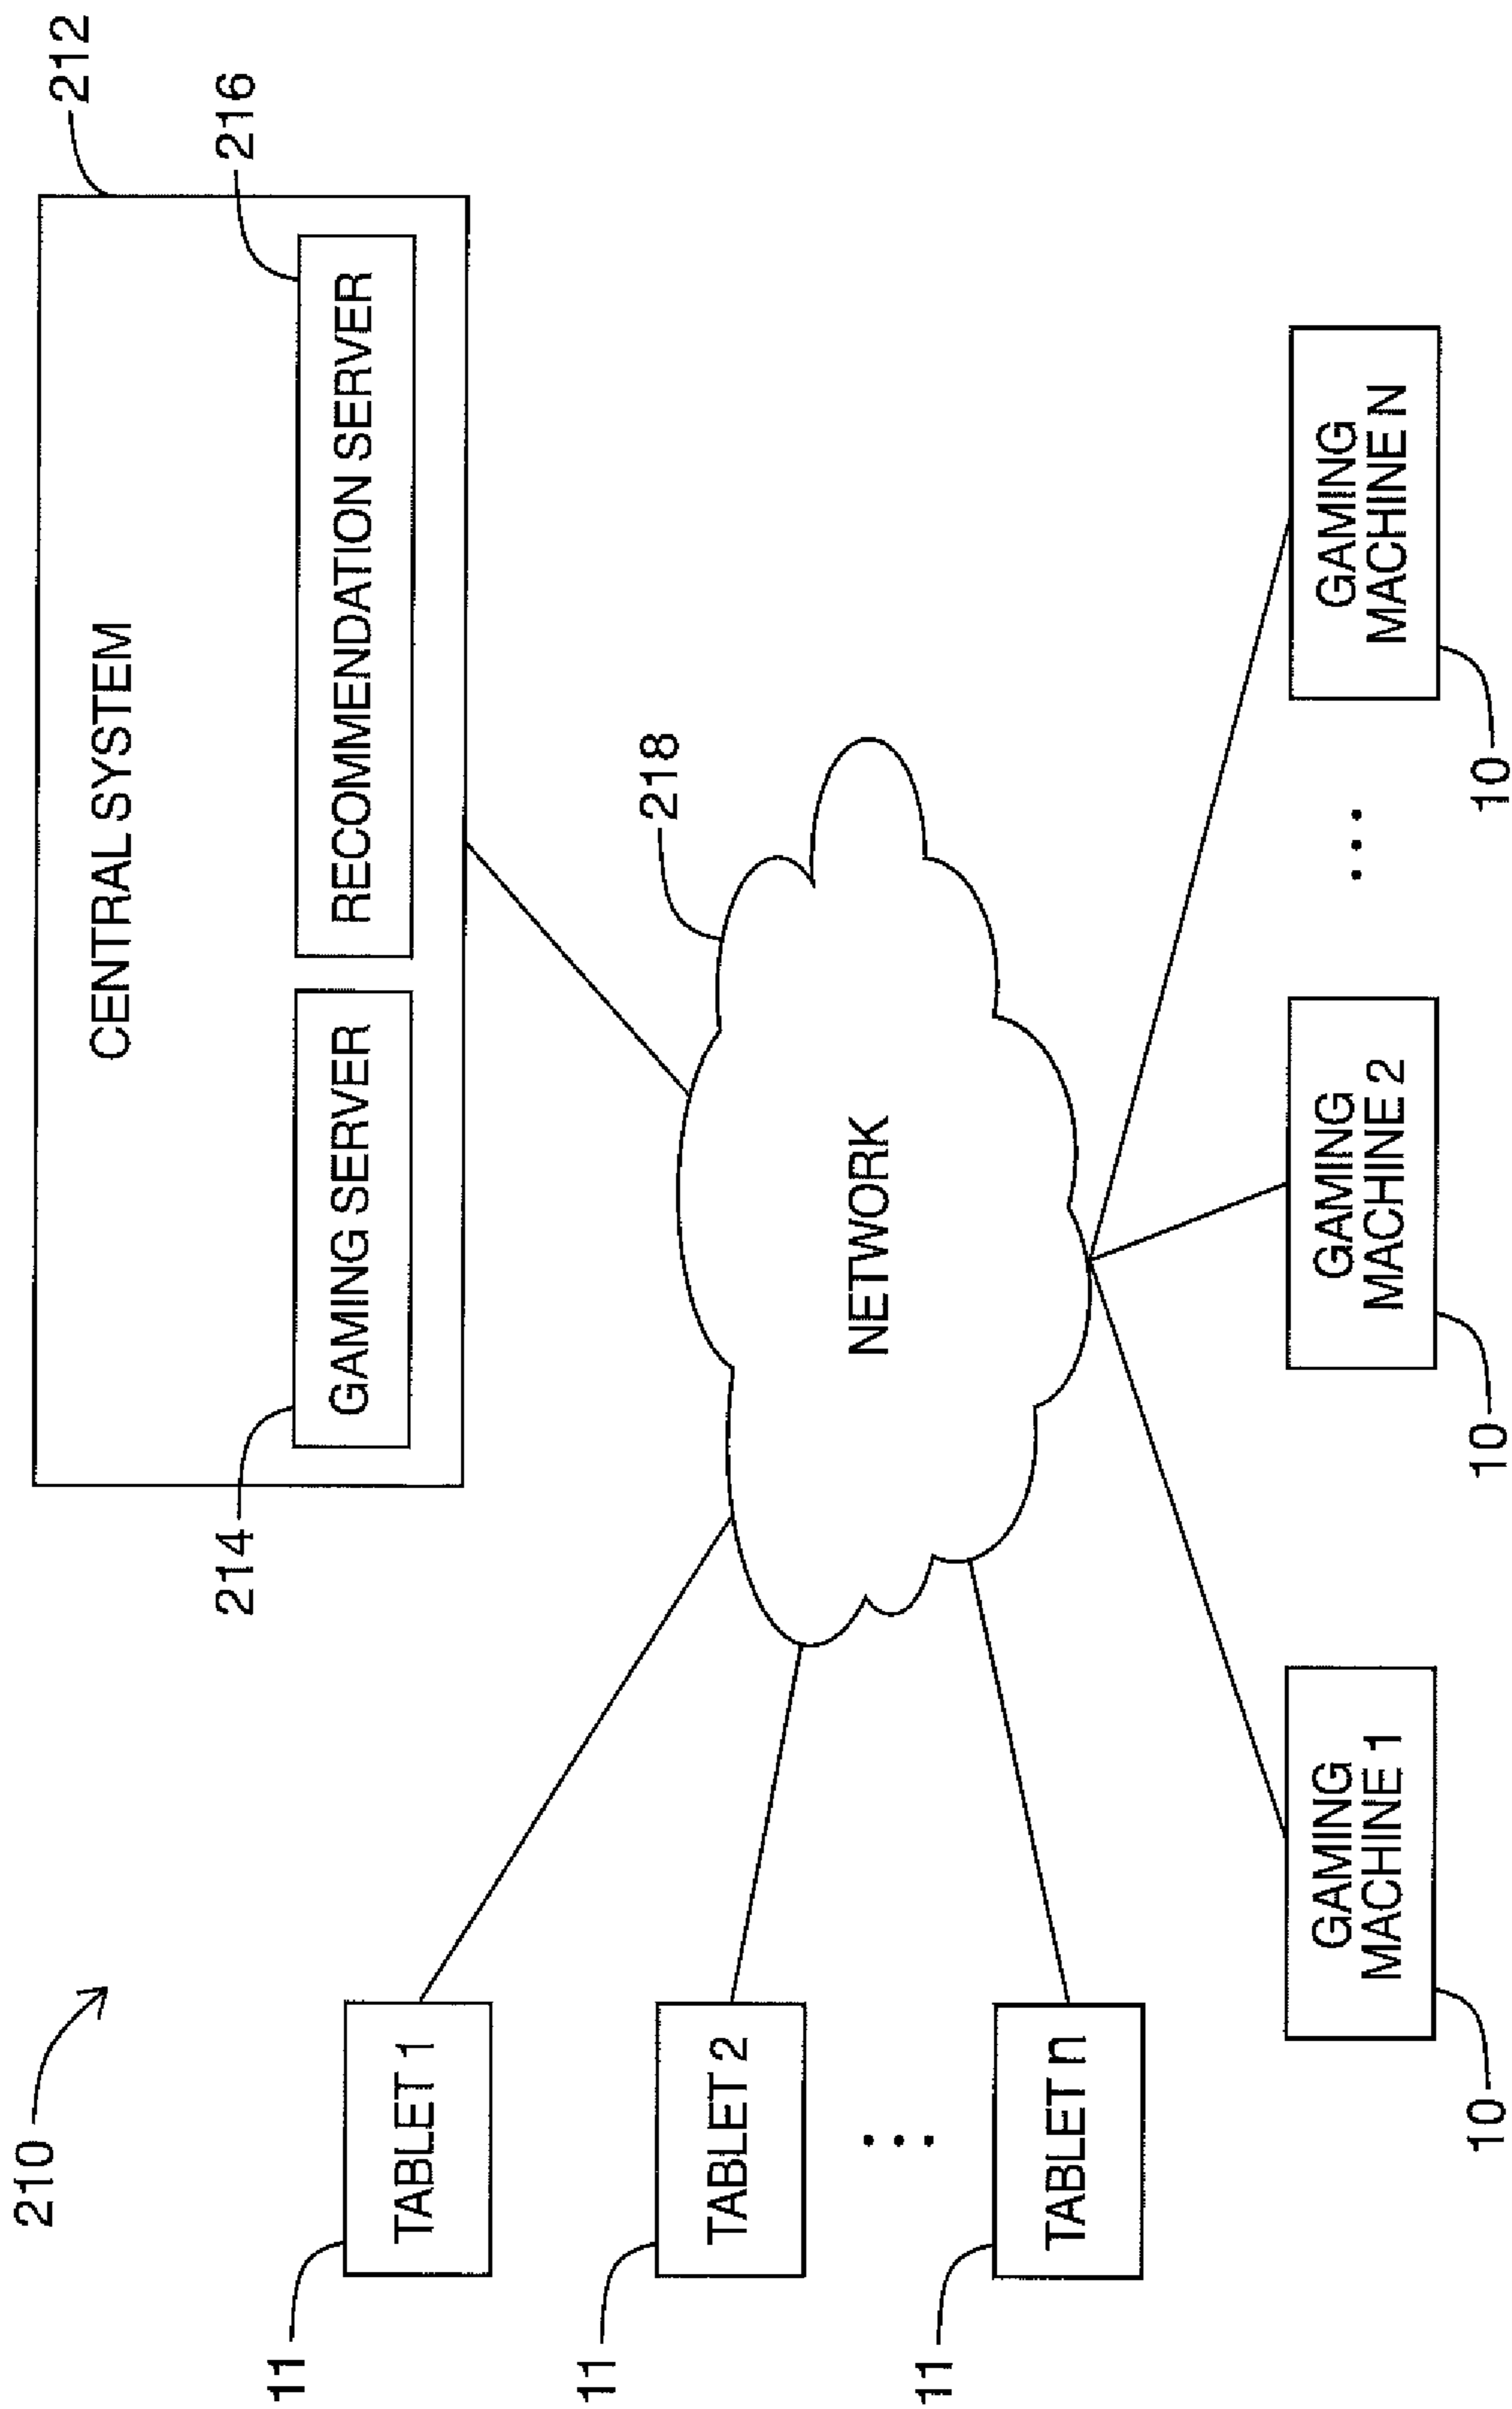 210
212
CENTRAL SYSTEM
214
216
GAMING SERVER
RECOMMENDATION SERVER
11
TABLET 1
218
11
TABLET 2
NETWORK
11
TABLET n
GAMING
MACHINE 1
GAMING
MACHINE 2
GAMING
MACHINE N
10
10
10